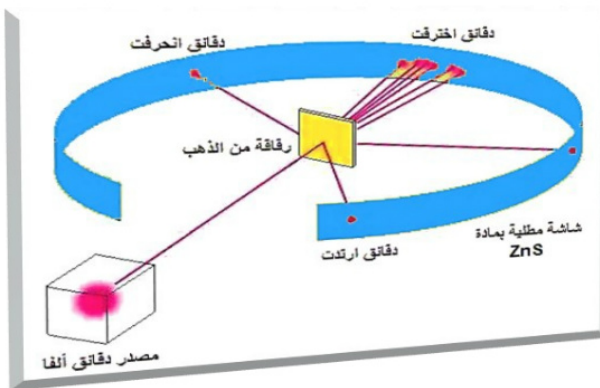 دقائق اخترقت
دقائق انحرفت
رقاقة من الذهب
شاشة مطلية بمادة
ZnS
دقائق ارتدت
مصدر دقائق ألفا